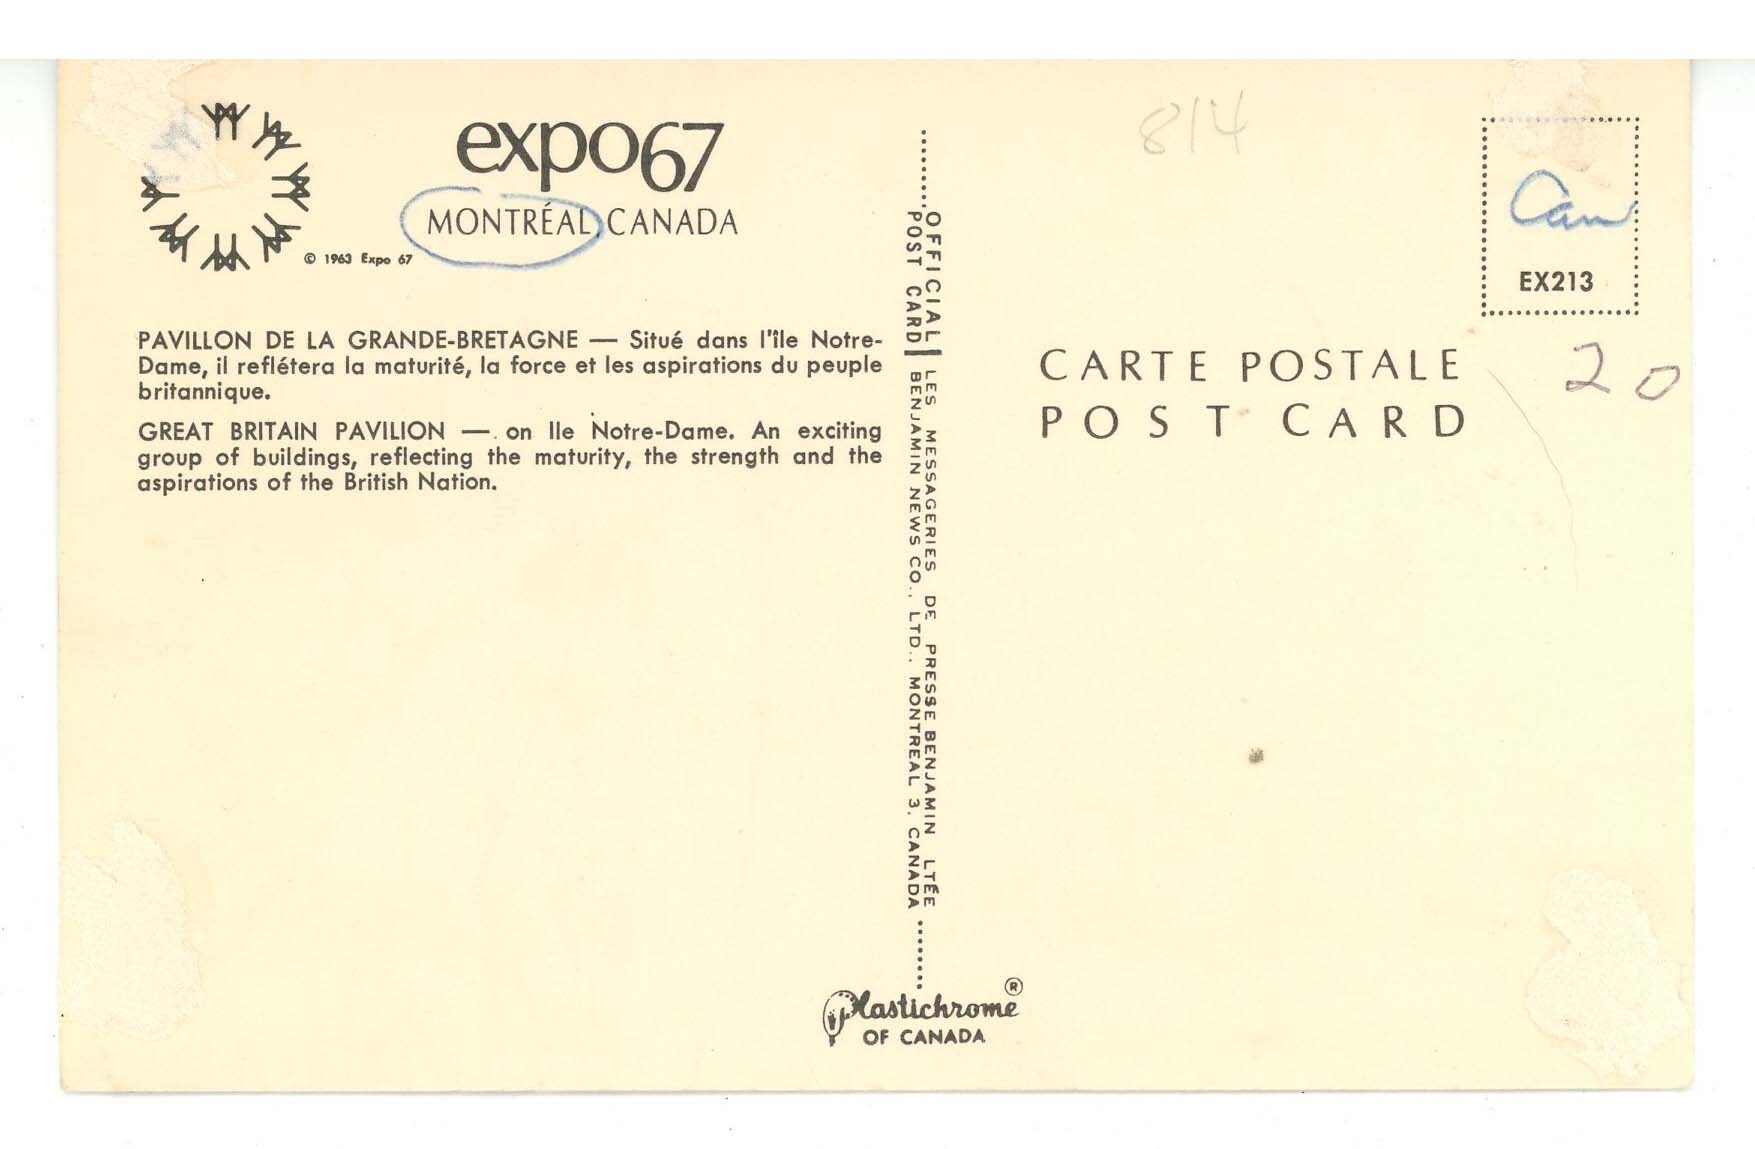 expo67
MONTRÉAL, CANADA
© 1963 Expo 67
PAVILLON DE LA GRANDE-BRETAGNE — Situé dans l'île Notre-
Dame, il reflétera la maturité, la force et les aspirations du peuple
britannique.
GREAT BRITAIN PAVILION — on Ile Notre-Dame. An exciting
group of buildings, reflecting the maturity, the strength and the
aspirations of the British Nation.
OFFICIAL POST CARD
LES MESSAGERIES DE PRESSE BENJAMIN LTÉE
BENJAMIN NEWS CO., LTD., MONTREAL 3, CANADA
Plastichrome ®
OF CANADA
814
Can
EX213
20
CARTE POSTALE
POST CARD